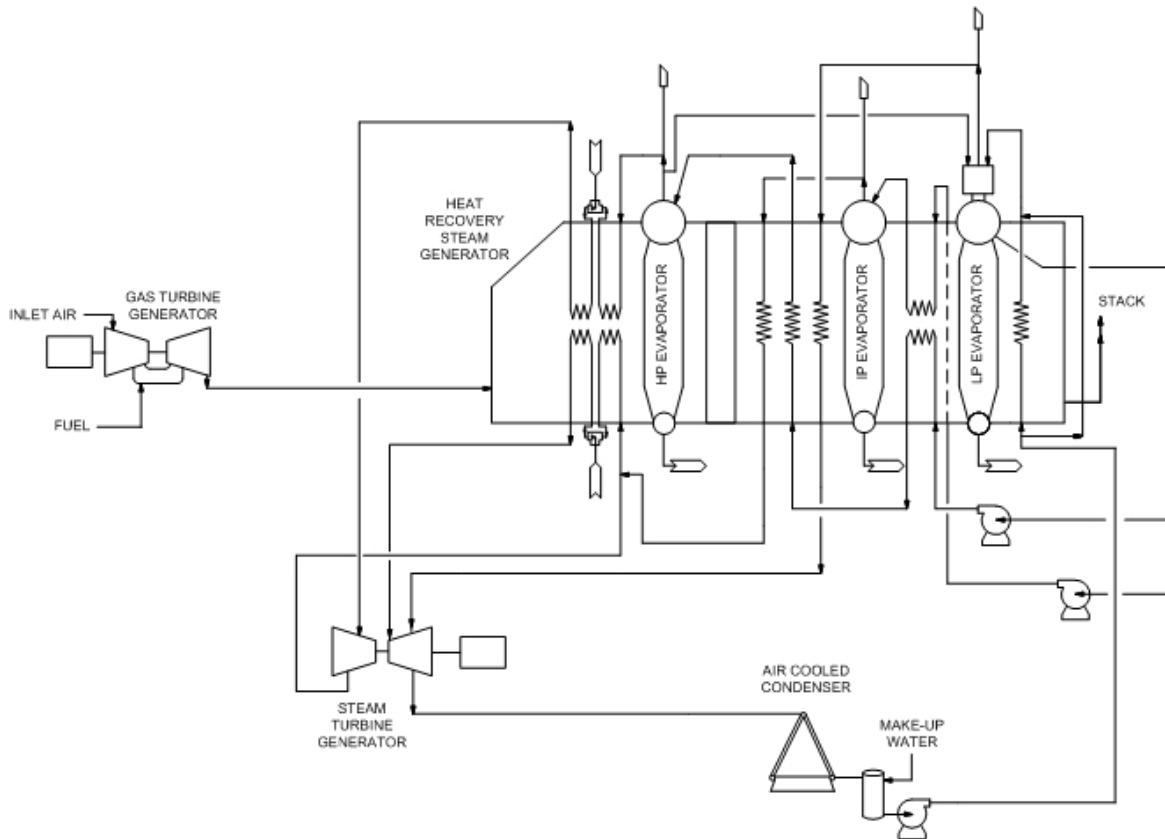 HEAT
RECOVERY
STEAM
GENERATOR
GAS TURBINE
GENERATOR
INLET AIR
FUEL
HP EVAPORATOR
IP EVAPORATOR
LP EVAPORATOR
STACK
STEAM
TURBINE
GENERATOR
AIR COOLED
CONDENSER
MAKE-UP
WATER